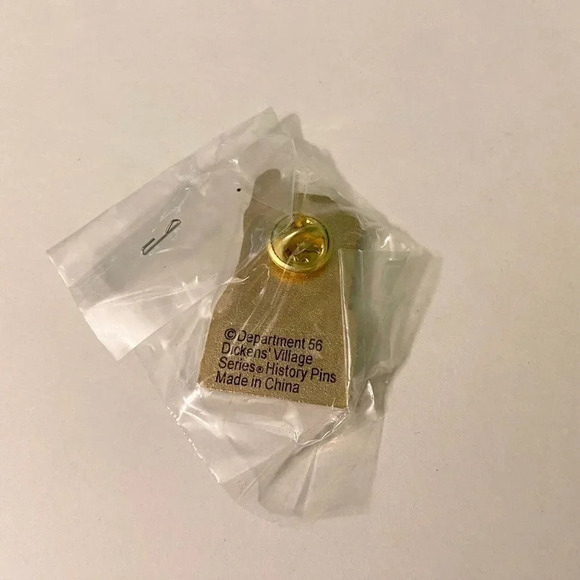 © Department 56
Dickens' Village
Series® History Pins
Made in China